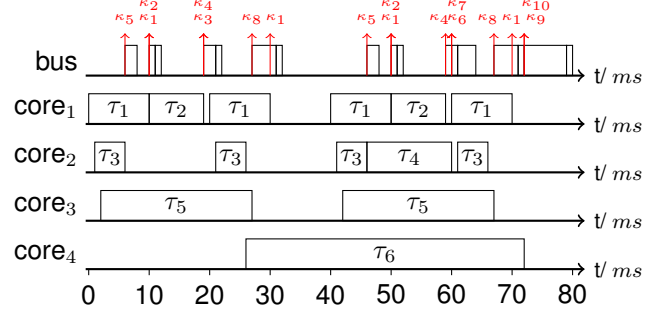 κ2 κ4 κ7 κ10
κ5 κ1 κ3 κ8 κ1 κ5 κ2 κ1 κ4 κ6 κ8 κ1 κ9
bus t/ ms
core1 τ1 τ2 τ1 τ1 τ2 τ1 t/ ms
core2 τ3 τ3 τ3 τ4 τ3 t/ ms
core3 τ5 τ5 t/ ms
core4 τ6 t/ ms
0 10 20 30 40 50 60 70 80